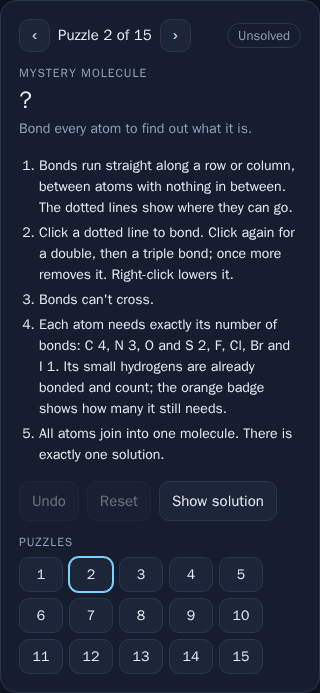 ‹ Puzzle 2 of 15 › Unsolved
MYSTERY MOLECULE
?
Bond every atom to find out what it is.
1. Bonds run straight along a row or column,
between atoms with nothing in between.
The dotted lines show where they can go.
2. Click a dotted line to bond. Click again for
a double, then a triple bond; once more
removes it. Right-click lowers it.
3. Bonds can't cross.
4. Each atom needs exactly its number of
bonds: C 4, N 3, O and S 2, F, Cl, Br and
I 1. Its small hydrogens are already
bonded and count; the orange badge
shows how many it still needs.
5. All atoms join into one molecule. There is
exactly one solution.
Undo Reset Show solution
PUZZLES
1 2 3 4 5
6 7 8 9 10
11 12 13 14 15